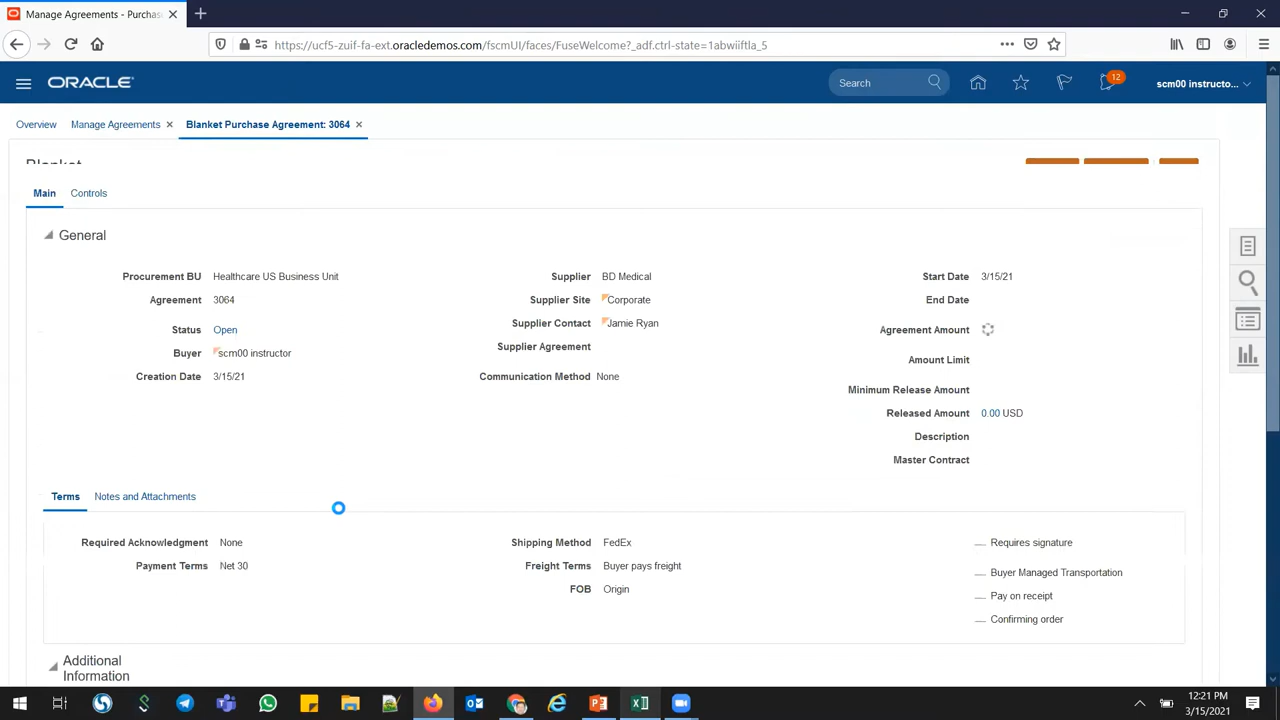 Manage Agreements - Purchas
https://ucf5-zuif-fa-ext.oracledemos.com/fscmUI/faces/FuseWelcome?_adf.ctrl-state=1abwiiftla_5
ORACLE
Search
12
scm00 instructo...
Overview
Manage Agreements
Blanket Purchase Agreement: 3064
Blanket
Main
Controls
General
Procurement BU Healthcare US Business Unit
Supplier BD Medical
Start Date 3/15/21
Agreement 3064
Supplier Site Corporate
End Date
Status Open
Supplier Contact Jamie Ryan
Agreement Amount
Buyer scm00 instructor
Supplier Agreement
Amount Limit
Creation Date 3/15/21
Communication Method None
Minimum Release Amount
Released Amount 0.00 USD
Description
Master Contract
Terms
Notes and Attachments
Required Acknowledgment None
Shipping Method FedEx
Requires signature
Payment Terms Net 30
Freight Terms Buyer pays freight
Buyer Managed Transportation
FOB Origin
Pay on receipt
Confirming order
Additional
Information
12:21 PM
3/15/2021